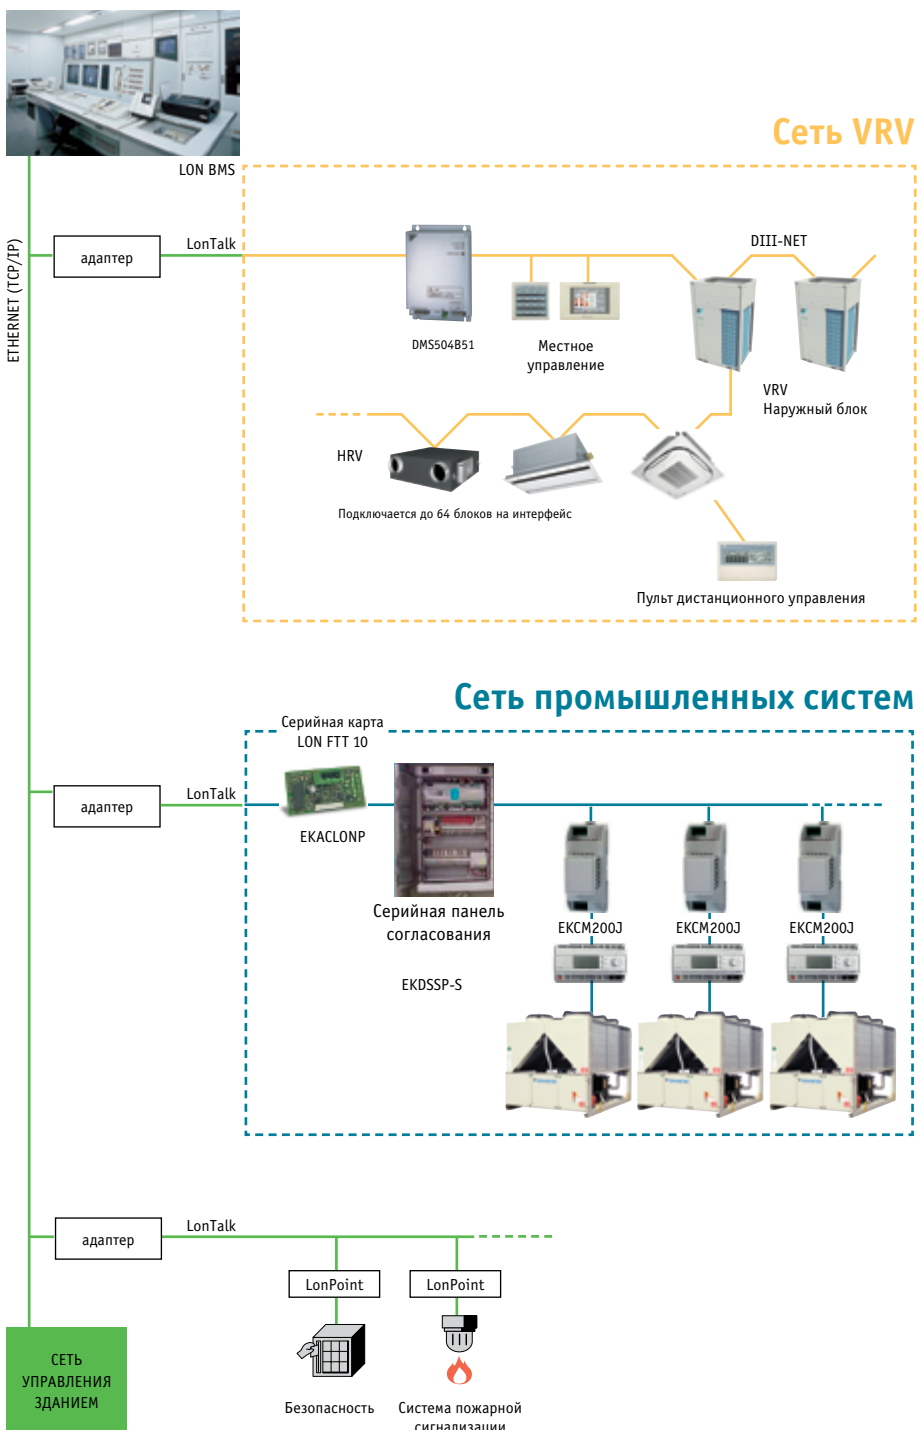 Сеть VRV
LON BMS
ETHERNET (TCP/IP)
адаптер
LonTalk
DIII-NET
DMS504B51
Местное
управление
VRV
Наружный блок
HRV
Подключается до 64 блоков на интерфейс
Пульт дистанционного управления
Сеть промышленных систем
Серийная карта
LON FTT 10
адаптер
LonTalk
EKACLONP
Серийная панель
согласования
EKDSSP-S
EKCM200J
EKCM200J
EKCM200J
адаптер
LonTalk
LonPoint
LonPoint
СЕТЬ
УПРАВЛЕНИЯ
ЗДАНИЕМ
Безопасность
Система пожарной
сигнализации